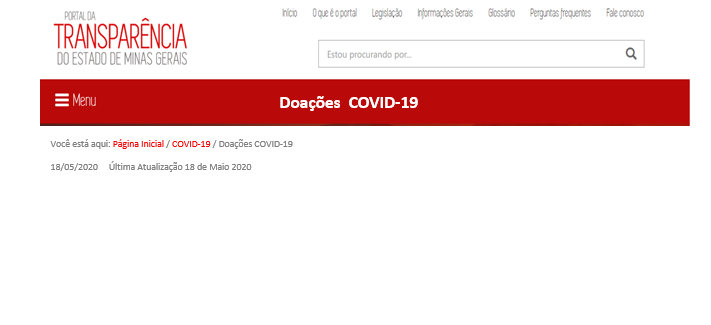 PORTAL DA
TRANSPARÊNCIA
DO ESTADO DE MINAS GERAIS
Início O que é o portal Legislação Informações Gerais Glossário Perguntas frequentes Fale conosco
Estou procurando por...
Menu
Doações COVID-19
Você está aqui: Página Inicial / COVID-19 / Doações COVID-19
18/05/2020 Última Atualização 18 de Maio 2020